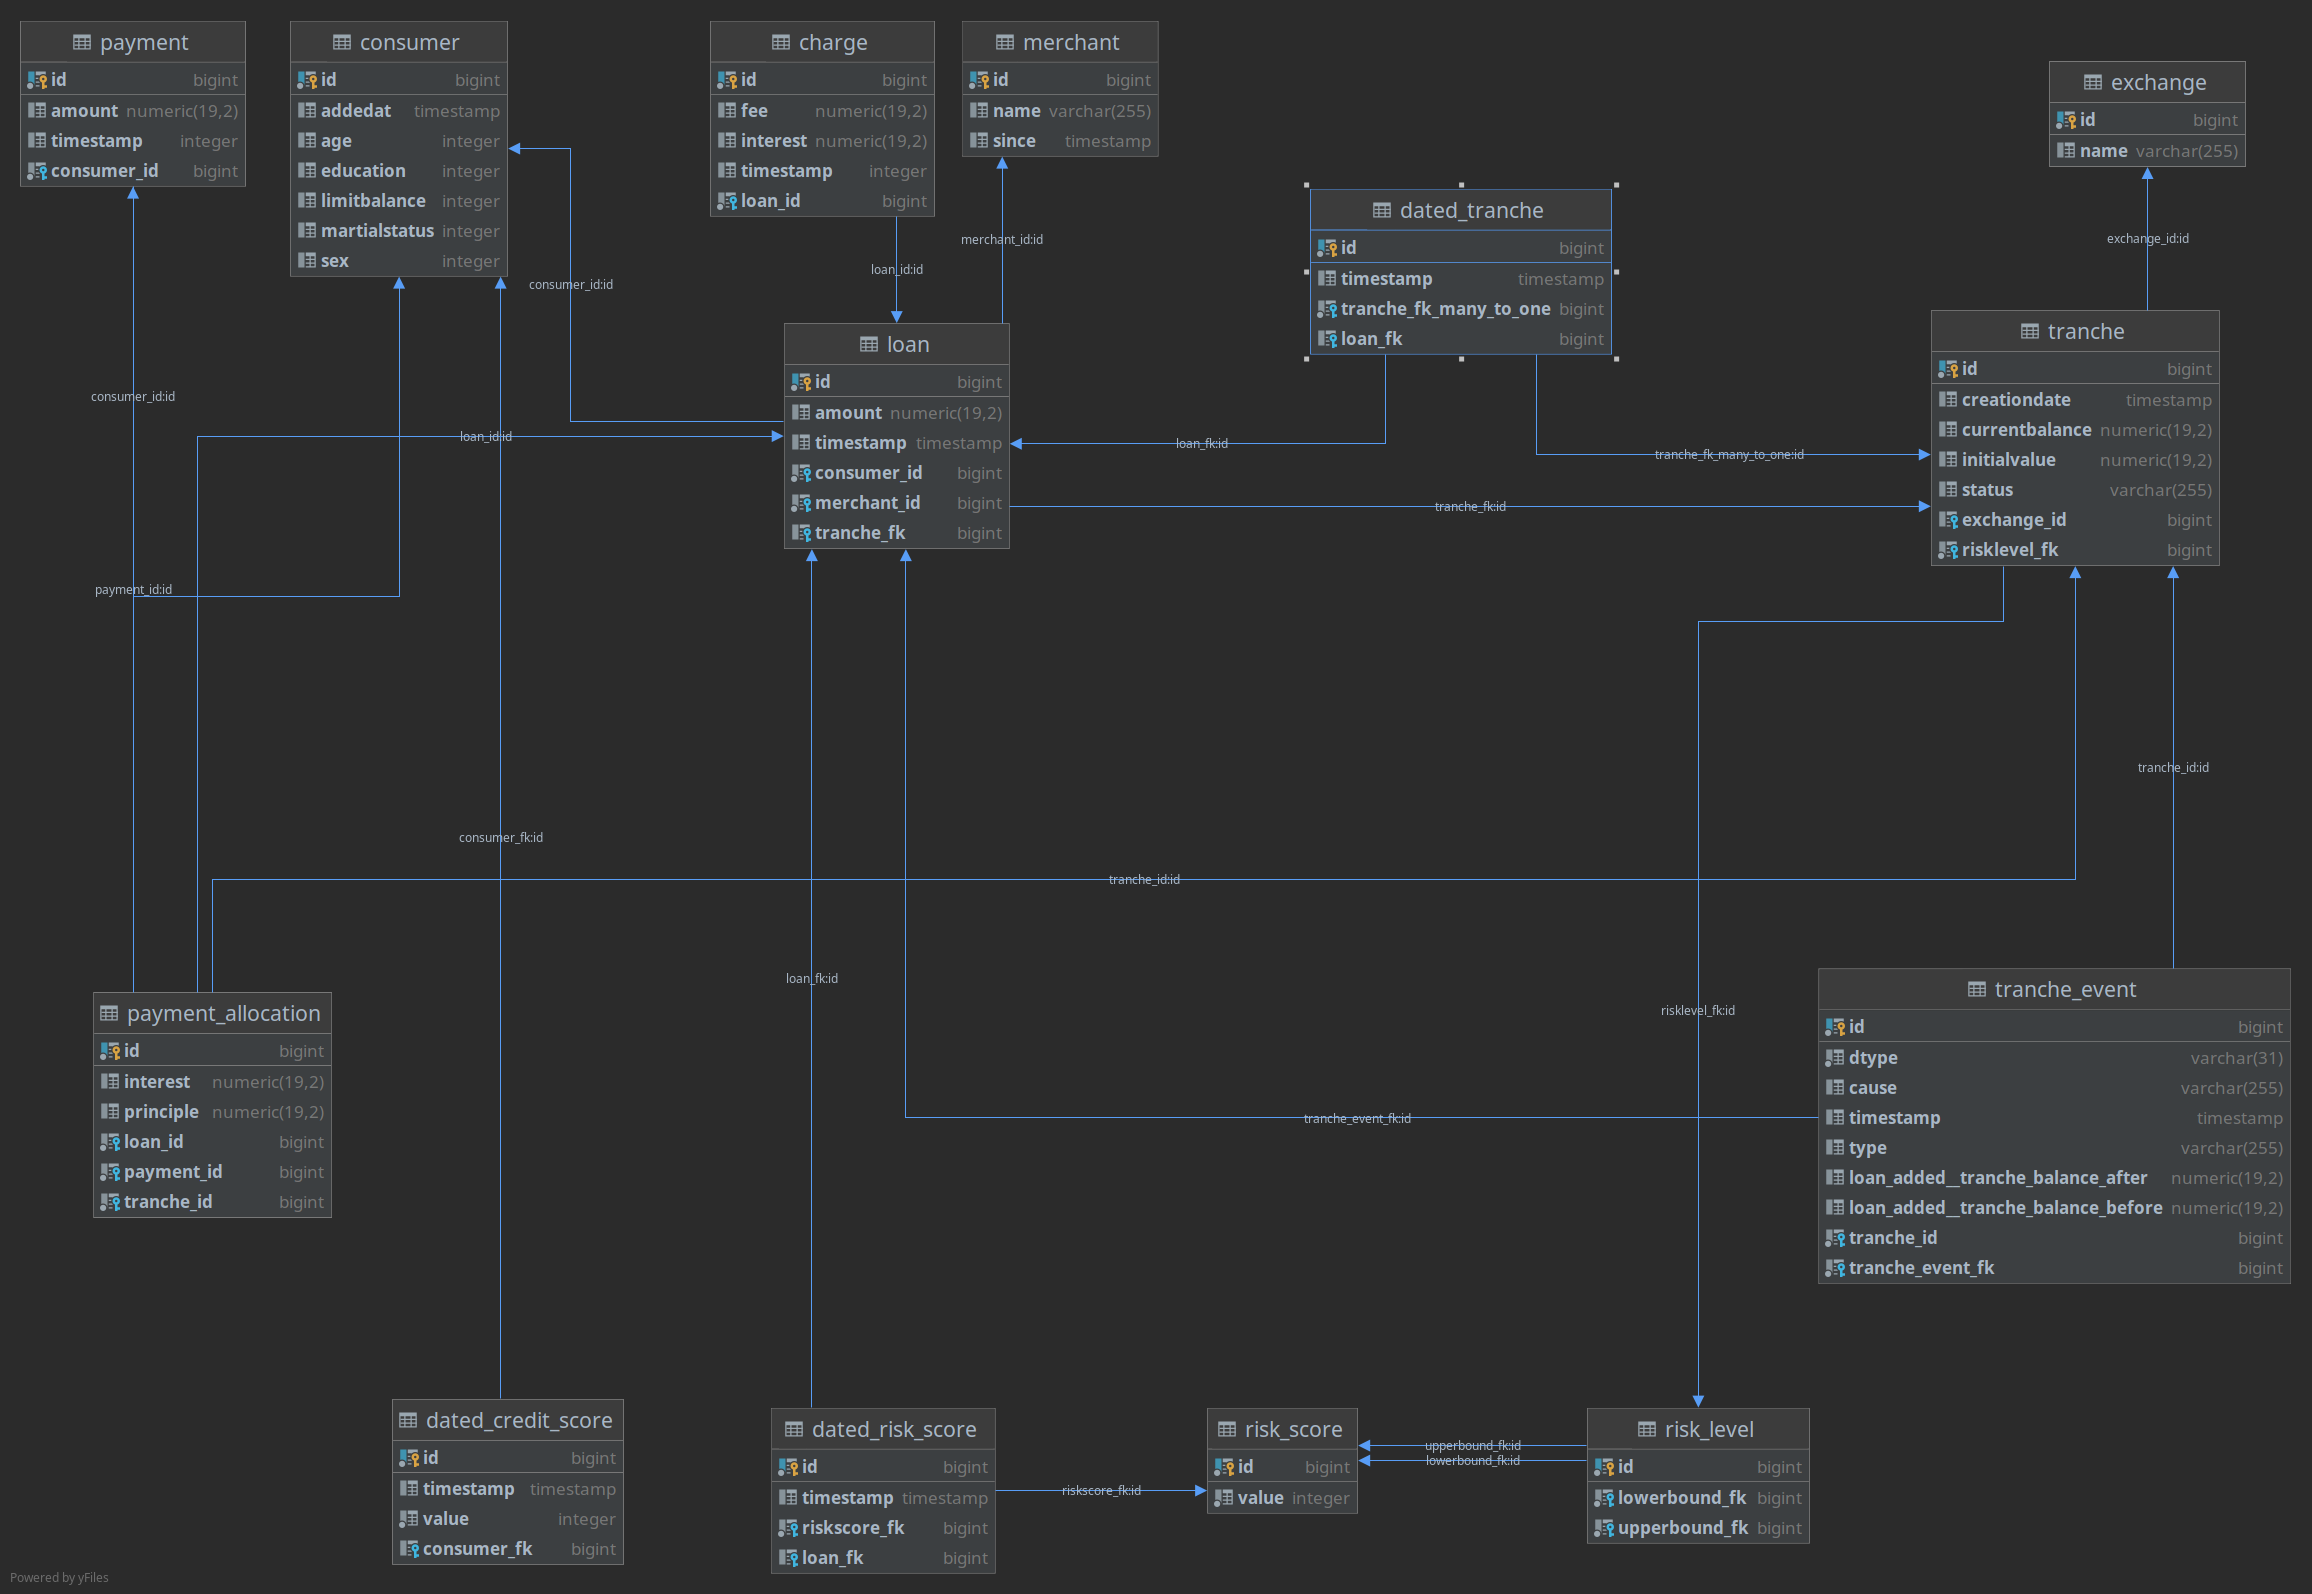 payment
id bigint
amount numeric(19,2)
timestamp integer
consumer_id bigint
consumer
id bigint
addedat timestamp
age integer
education integer
limitbalance integer
martialstatus integer
sex integer
charge
id bigint
fee numeric(19,2)
interest numeric(19,2)
timestamp integer
loan_id bigint
merchant
id bigint
name varchar(255)
since timestamp
exchange
id bigint
name varchar(255)
dated_tranche
id bigint
timestamp timestamp
tranche_fk_many_to_one bigint
loan_fk bigint
merchant_id:id
exchange_id:id
loan_id:id
consumer_id:id
loan
id bigint
amount numeric(19,2)
timestamp timestamp
consumer_id bigint
merchant_id bigint
tranche_fk bigint
tranche
id bigint
creationdate timestamp
currentbalance numeric(19,2)
initialvalue numeric(19,2)
status varchar(255)
exchange_id bigint
risklevel_fk bigint
consumer_id:id
loan_id:id
loan_fk:id
tranche_fk_many_to_one:id
tranche_fk:id
payment_id:id
tranche_id:id
consumer_fk:id
tranche_id:id
loan_fk:id
risklevel_fk:id
tranche_event_fk:id
payment_allocation
id bigint
interest numeric(19,2)
principle numeric(19,2)
loan_id bigint
payment_id bigint
tranche_id bigint
tranche_event
id bigint
dtype varchar(31)
cause varchar(255)
timestamp timestamp
type varchar(255)
loan_added__tranche_balance_after numeric(19,2)
loan_added__tranche_balance_before numeric(19,2)
tranche_id bigint
tranche_event_fk bigint
dated_credit_score
id bigint
timestamp timestamp
value integer
consumer_fk bigint
dated_risk_score
id bigint
timestamp timestamp
riskscore_fk bigint
loan_fk bigint
riskscore_fk:id
risk_score
id bigint
value integer
upperbound_fk:id
lowerbound_fk:id
risk_level
id bigint
lowerbound_fk bigint
upperbound_fk bigint
Powered by yFiles